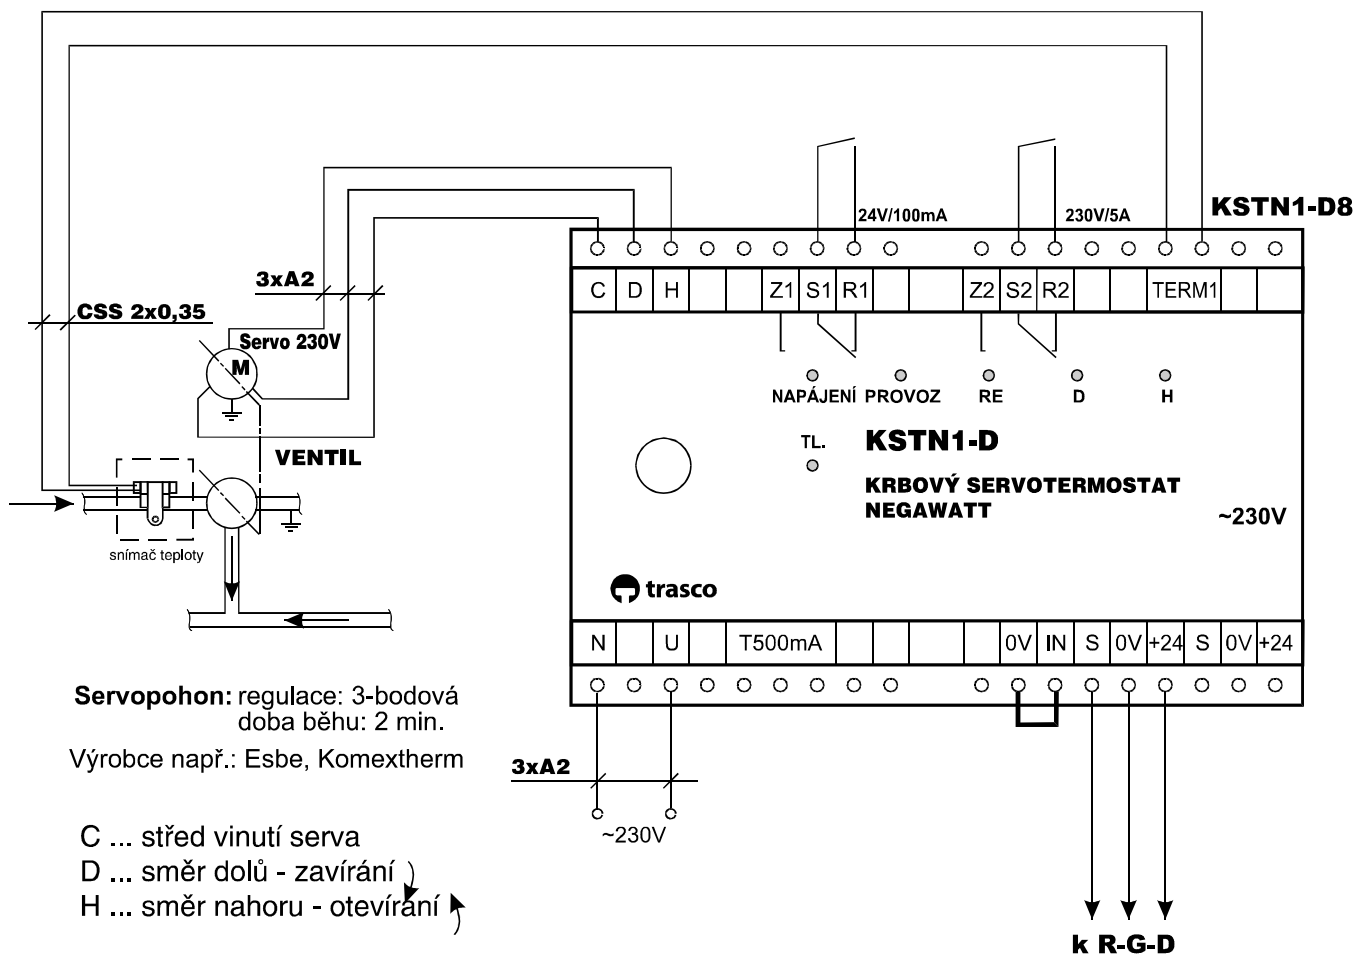 KSTN1-D8
24V/100mA
230V/5A
C D H Z1 S1 R1 Z2 S2 R2 TERM1
3xA2
CSS 2x0,35
Servo 230V
M
VENTIL
snímač teploty
NAPÁJENÍ PROVOZ RE D H
TL.
KSTN1-D
KRBOVÝ SERVOTERMOSTAT
NEGAWATT
~230V
trasco
N U T500mA 0V IN S 0V +24 S 0V +24
Servopohon: regulace: 3-bodová
doba běhu: 2 min.
Výrobce např.: Esbe, Komextherm
3xA2
~230V
C ... střed vinutí serva
D ... směr dolů - zavírání
H ... směr nahoru - otevírání
k R-G-D